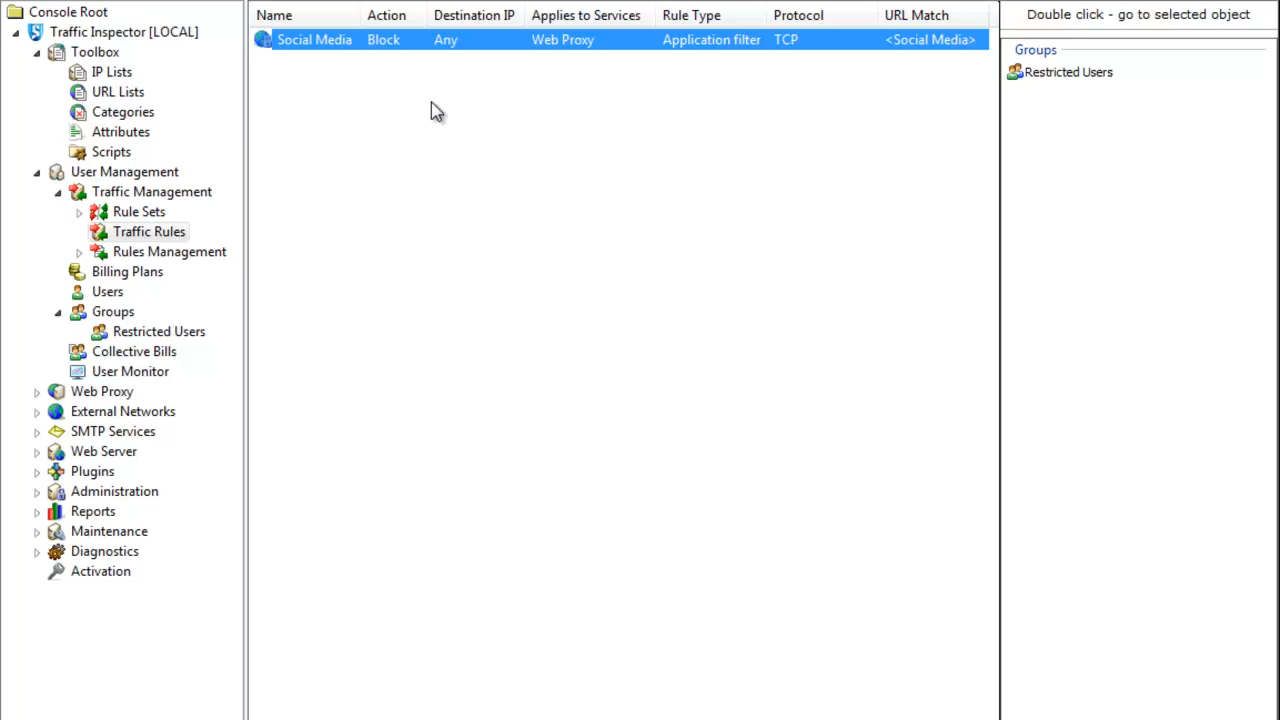 Console Root
Traffic Inspector [LOCAL]
Toolbox
IP Lists
URL Lists
Categories
Attributes
Scripts
User Management
Traffic Management
Rule Sets
Traffic Rules
Rules Management
Billing Plans
Users
Groups
Restricted Users
Collective Bills
User Monitor
Web Proxy
External Networks
SMTP Services
Web Server
Plugins
Administration
Reports
Maintenance
Diagnostics
Activation
Name Action Destination IP Applies to Services Rule Type Protocol URL Match
Social Media Block Any Web Proxy Application filter TCP <Social Media>
Double click - go to selected object
Groups
Restricted Users